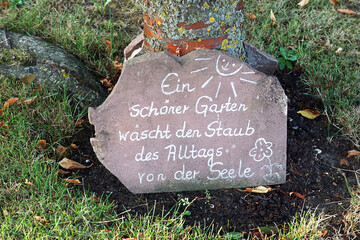 Ein
schöner Garten
wäscht den Staub
des Alltags
von der Seele